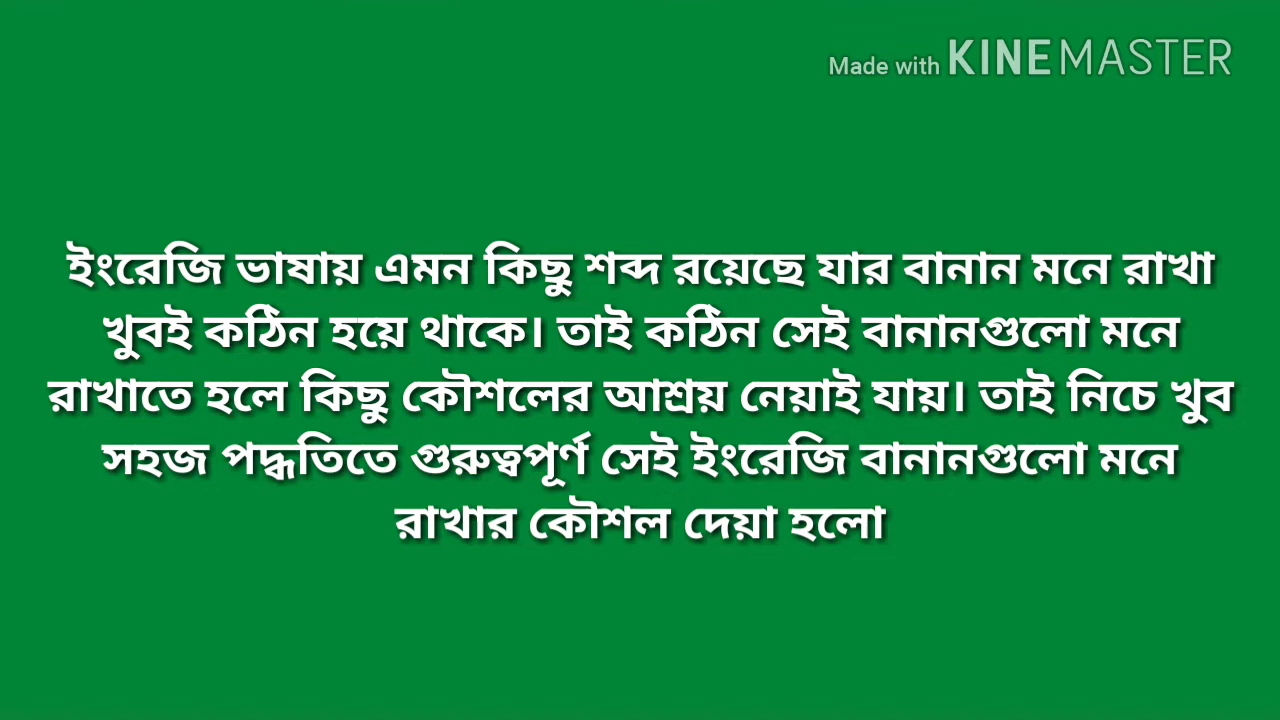 Made with KINEMASTER
ইংরেজি ভাষায় এমন কিছু শব্দ রয়েছে যার বানান মনে রাখা
খুবই কঠিন হয়ে থাকে। তাই কঠিন সেই বানানগুলো মনে
রাখাতে হলে কিছু কৌশলের আশ্রয় নেয়াই যায়। তাই নিচে খুব
সহজ পদ্ধতিতে গুরুত্বপূর্ণ সেই ইংরেজি বানানগুলো মনে
রাখার কৌশল দেয়া হলো